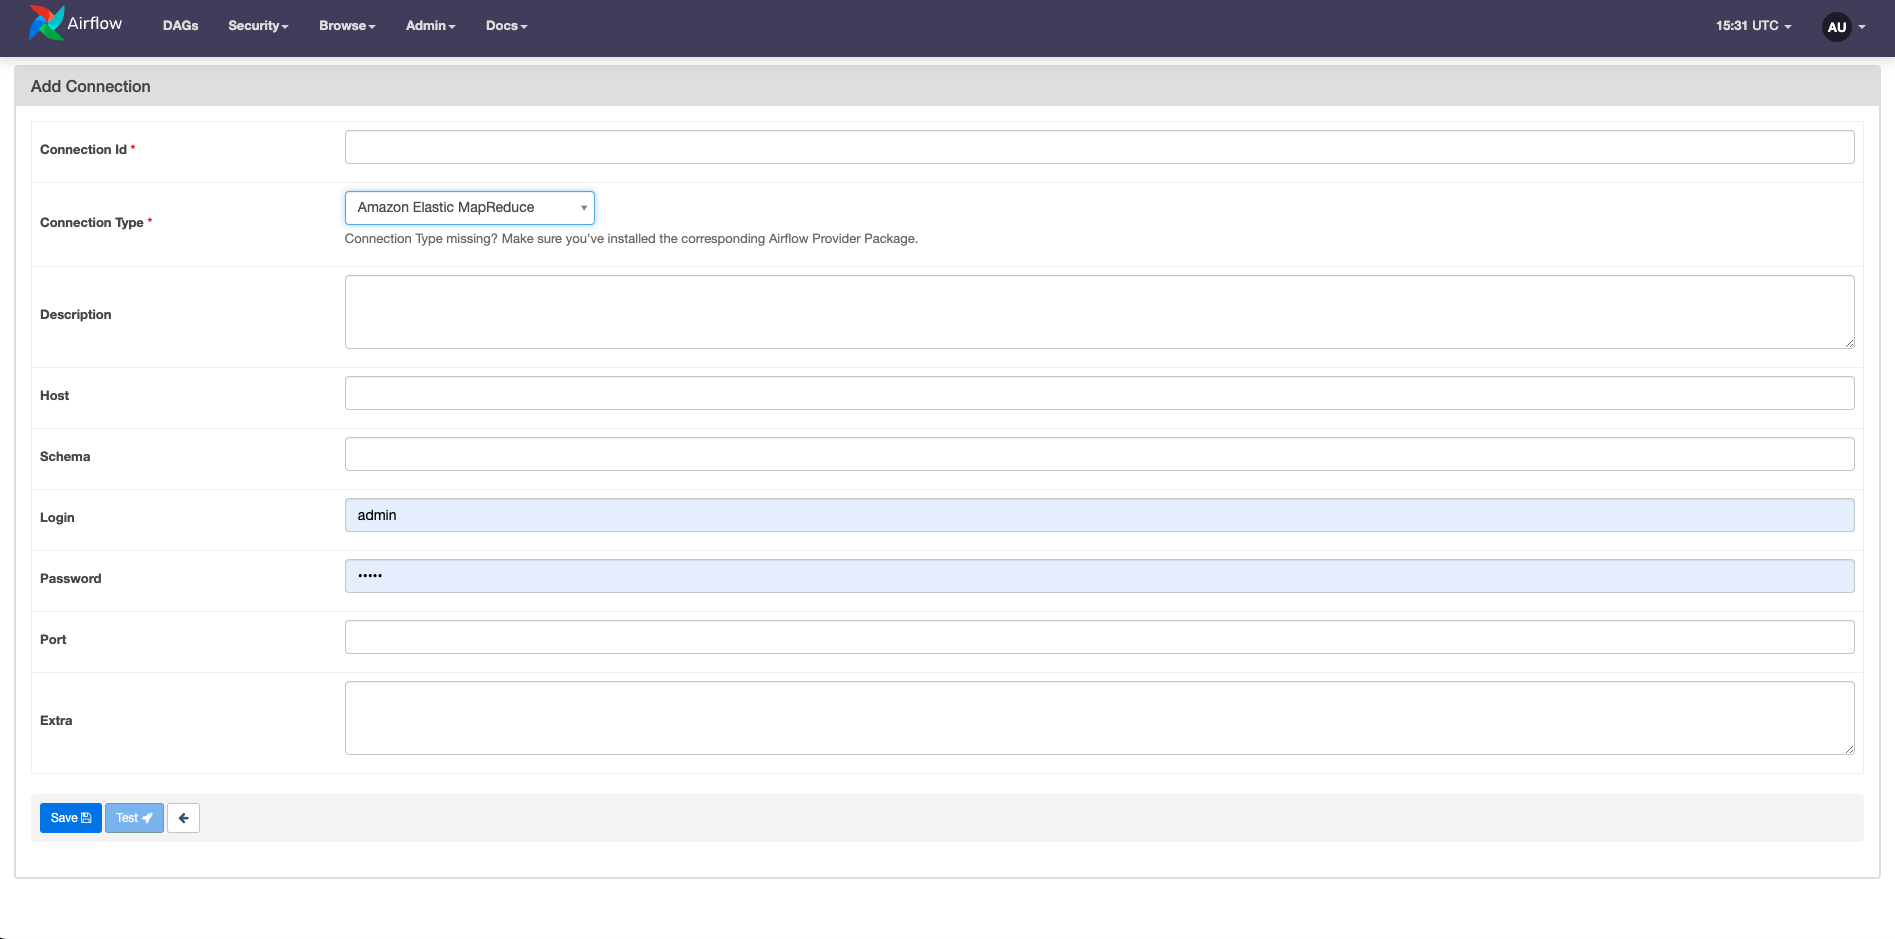 Airflow DAGs Security Browse Admin Docs 15:31 UTC AU
Add Connection
Connection Id *
Connection Type * Amazon Elastic MapReduce
Connection Type missing? Make sure you've installed the corresponding Airflow Provider Package.
Description
Host
Schema
Login admin
Password •••••
Port
Extra
Save Test